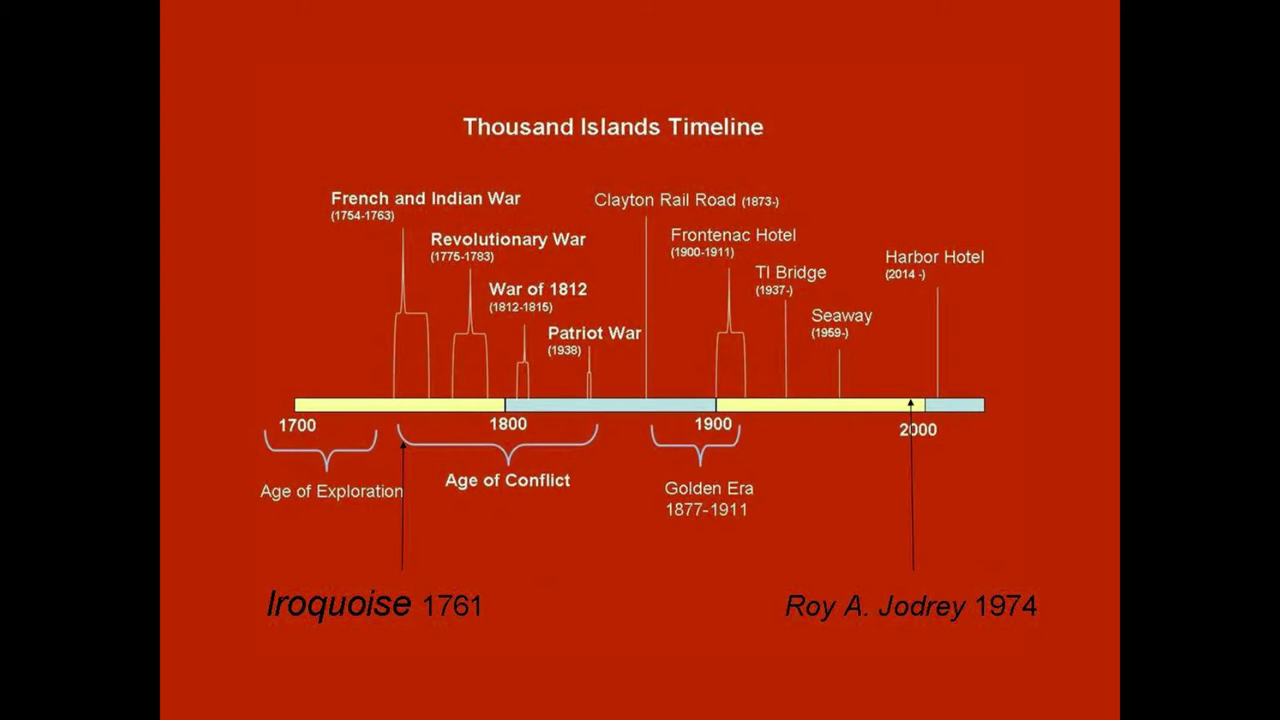 Thousand Islands Timeline
French and Indian War
(1754-1763)
Clayton Rail Road (1873-)
Revolutionary War
(1775-1783)
Frontenac Hotel
(1900-1911)
Harbor Hotel
(2014 -)
TI Bridge
(1937-)
War of 1812
(1812-1815)
Seaway
(1959-)
Patriot War
(1938)
1700
1800
1900
2000
Age of Exploration
Age of Conflict
Golden Era
1877-1911
Iroquoise 1761
Roy A. Jodrey 1974